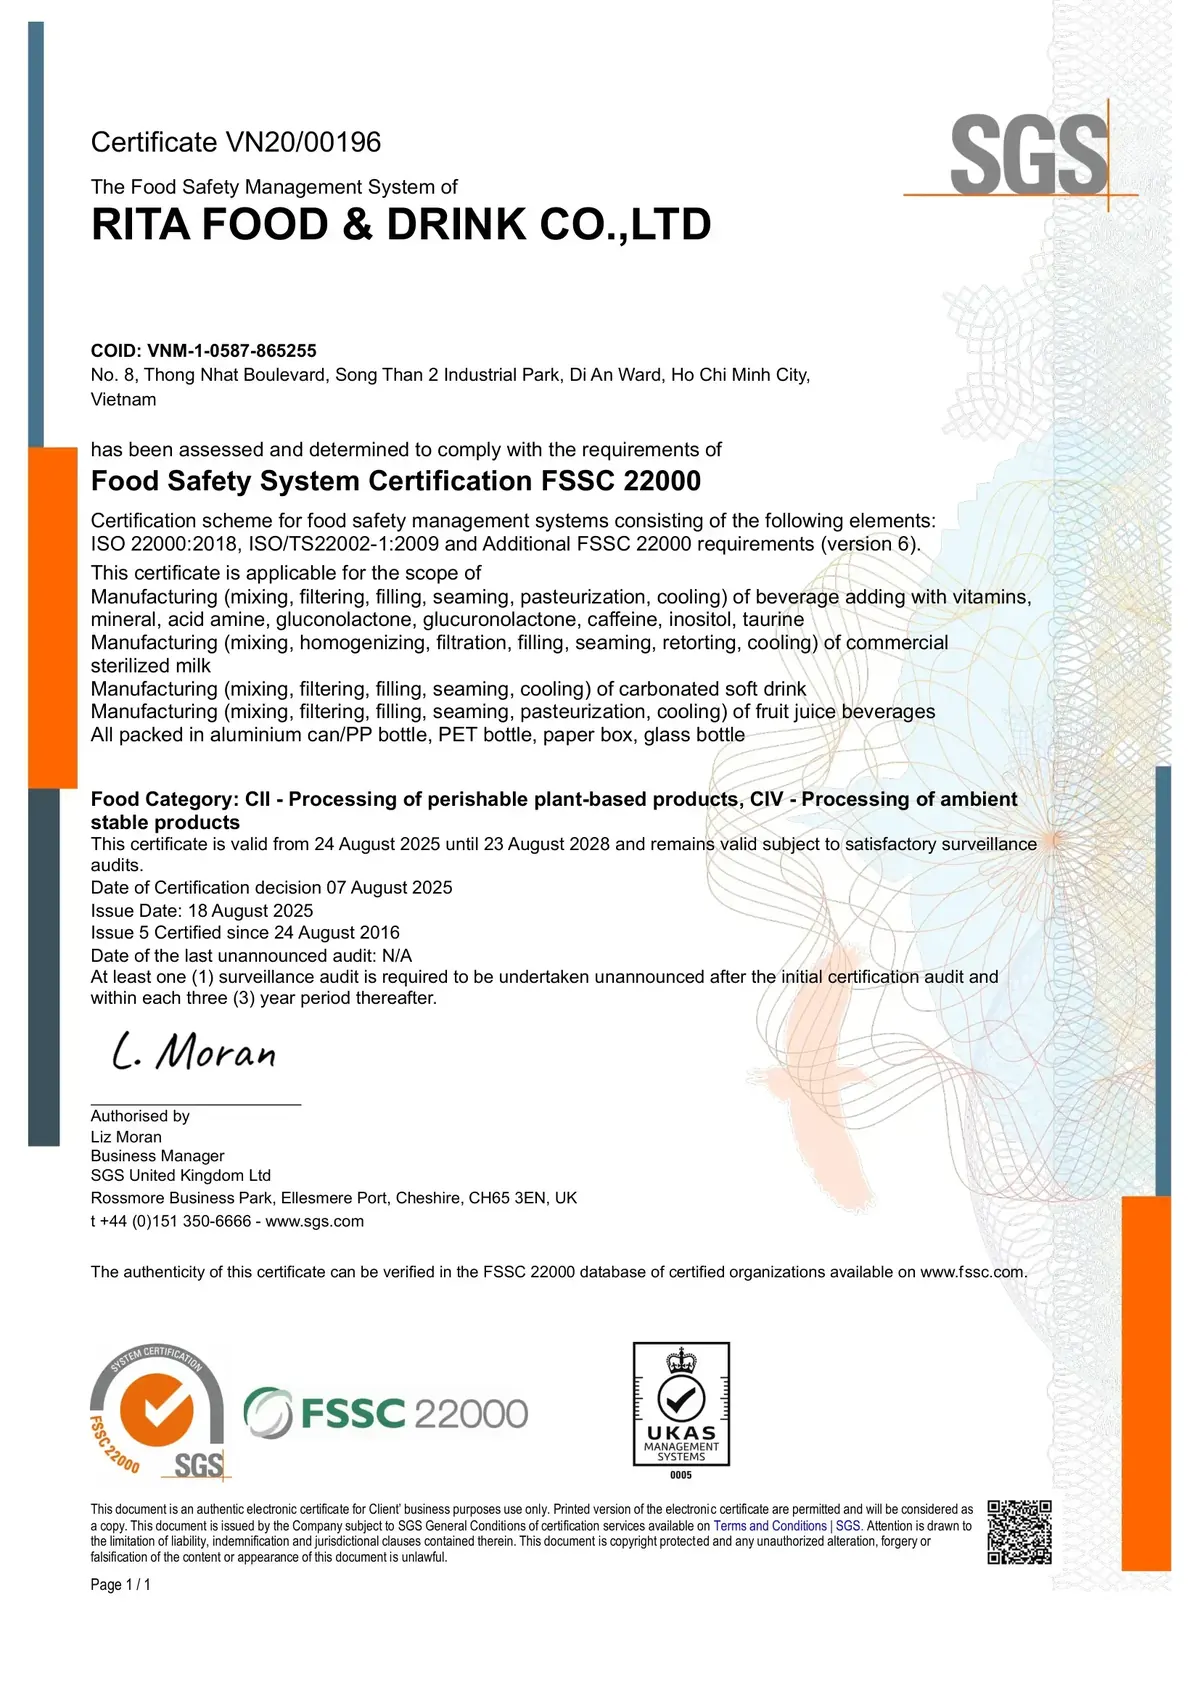 SGS
Certificate VN20/00196
The Food Safety Management System of
RITA FOOD & DRINK CO.,LTD
COID: VNM-1-0587-865255
No. 8, Thong Nhat Boulevard, Song Than 2 Industrial Park, Di An Ward, Ho Chi Minh City,
Vietnam
has been assessed and determined to comply with the requirements of
Food Safety System Certification FSSC 22000
Certification scheme for food safety management systems consisting of the following elements:
ISO 22000:2018, ISO/TS22002-1:2009 and Additional FSSC 22000 requirements (version 6).
This certificate is applicable for the scope of
Manufacturing (mixing, filtering, filling, seaming, pasteurization, cooling) of beverage adding with vitamins,
mineral, acid amine, gluconolactone, glucuronolactone, caffeine, inositol, taurine
Manufacturing (mixing, homogenizing, filtration, filling, seaming, retorting, cooling) of commercial
sterilized milk
Manufacturing (mixing, filtering, filling, seaming, cooling) of carbonated soft drink
Manufacturing (mixing, filtering, filling, seaming, pasteurization, cooling) of fruit juice beverages
All packed in aluminium can/PP bottle, PET bottle, paper box, glass bottle
Food Category: CII - Processing of perishable plant-based products, CIV - Processing of ambient
stable products
This certificate is valid from 24 August 2025 until 23 August 2028 and remains valid subject to satisfactory surveillance
audits.
Date of Certification decision 07 August 2025
Issue Date: 18 August 2025
Issue 5 Certified since 24 August 2016
Date of the last unannounced audit: N/A
At least one (1) surveillance audit is required to be undertaken unannounced after the initial certification audit and
within each three (3) year period thereafter.
L. Moran
Authorised by
Liz Moran
Business Manager
SGS United Kingdom Ltd
Rossmore Business Park, Ellesmere Port, Cheshire, CH65 3EN, UK
t +44 (0)151 350-6666 - www.sgs.com
The authenticity of this certificate can be verified in the FSSC 22000 database of certified organizations available on www.fssc.com.
SYSTEM CERTIFICATION
FSSC 22000
SGS
FSSC 22000
UKAS
MANAGEMENT
SYSTEMS
0005
This document is an authentic electronic certificate for Client' business purposes use only. Printed version of the electronic certificate are permitted and will be considered as
a copy. This document is issued by the Company subject to SGS General Conditions of certification services available on Terms and Conditions | SGS. Attention is drawn to
the limitation of liability, indemnification and jurisdictional clauses contained therein. This document is copyright protected and any unauthorized alteration, forgery or
falsification of the content or appearance of this document is unlawful.
Page 1 / 1